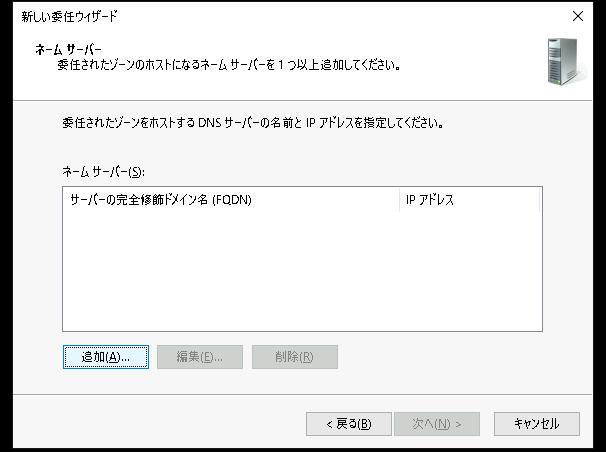 新しい委任ウィザード
ネーム サーバー
委任されたゾーンのホストになるネーム サーバーを 1 つ以上追加してください。
委任されたゾーンをホストする DNS サーバーの名前と IP アドレスを指定してください。
ネーム サーバー(S):
サーバーの完全修飾ドメイン名 (FQDN) IP アドレス
追加(A)... 編集(E)... 削除(R)
< 戻る(B) 次へ(N) > キャンセル